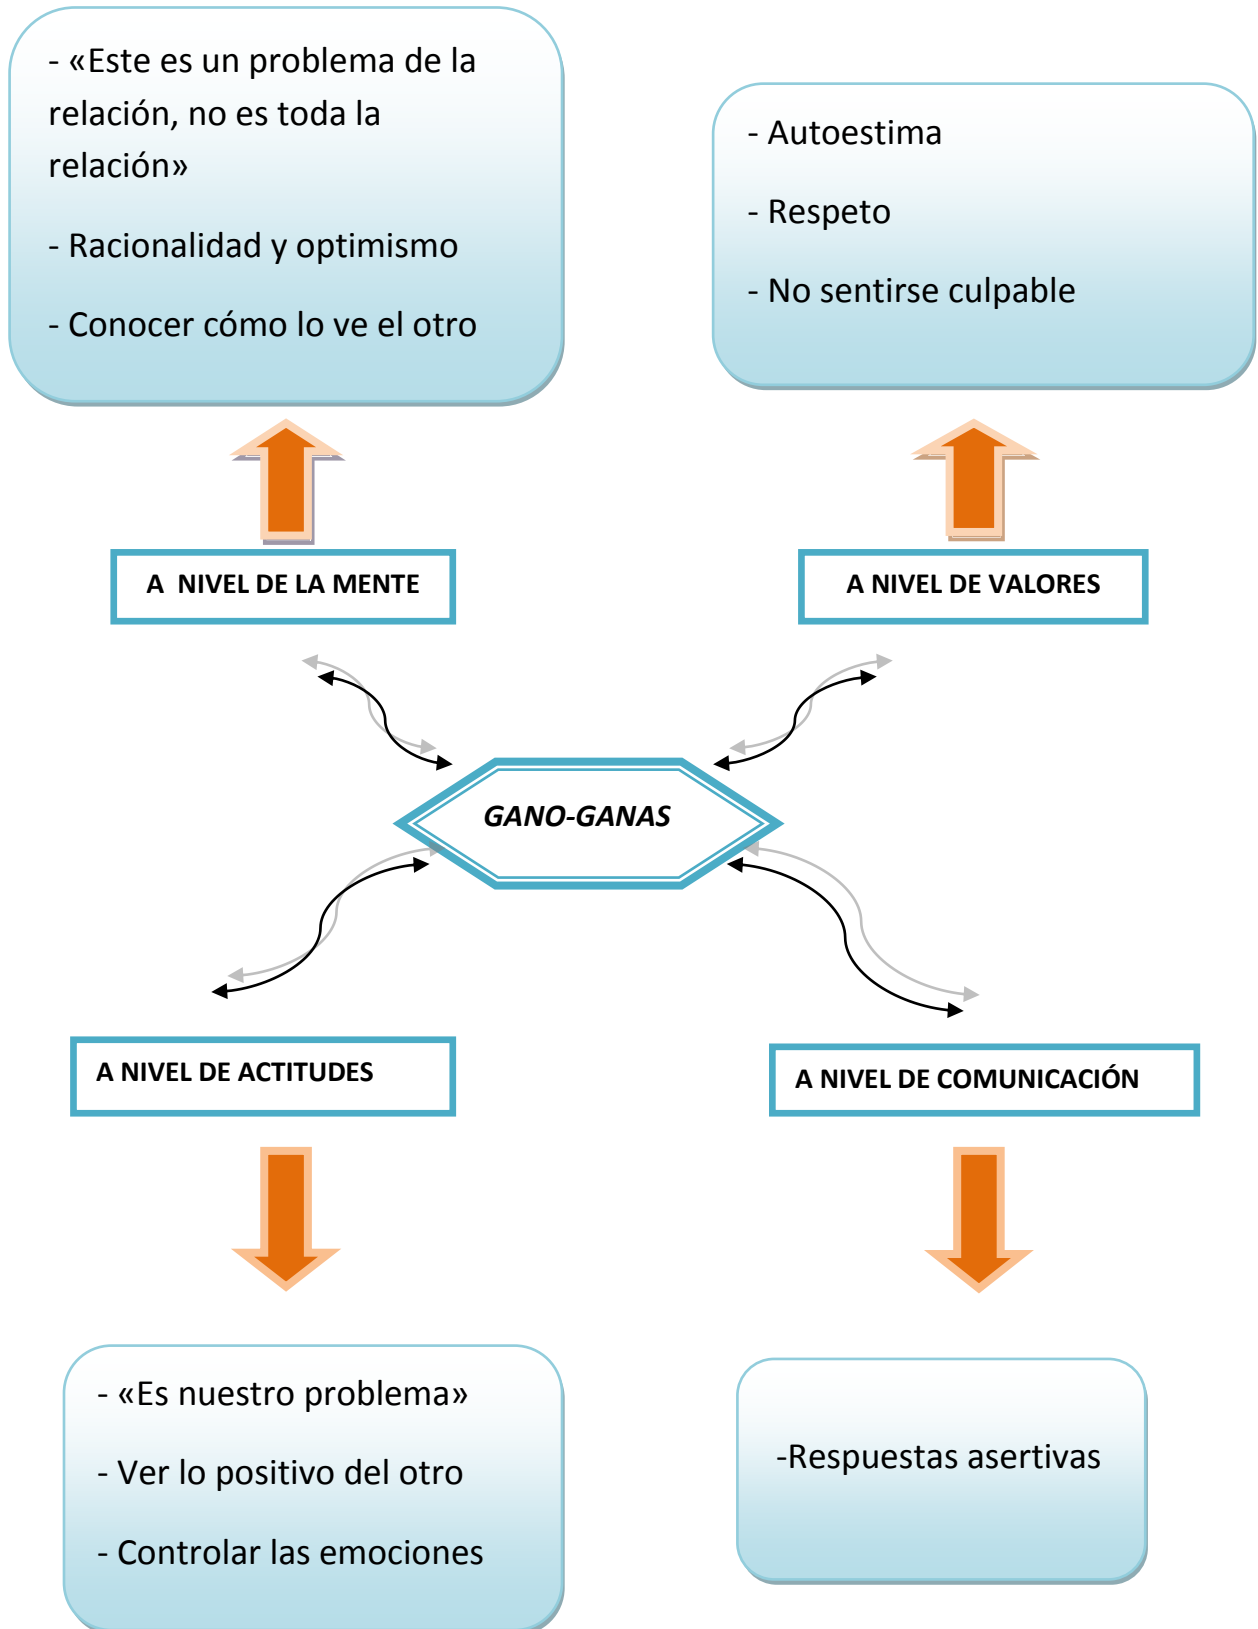 - «Este es un problema de la
relación, no es toda la
relación»
- Racionalidad y optimismo
- Conocer cómo lo ve el otro
- Autoestima
- Respeto
- No sentirse culpable
A  NIVEL DE LA MENTE
A NIVEL DE VALORES
GANO-GANAS
A NIVEL DE ACTITUDES
A NIVEL DE COMUNICACIÓN
- «Es nuestro problema»
- Ver lo positivo del otro
- Controlar las emociones
-Respuestas asertivas